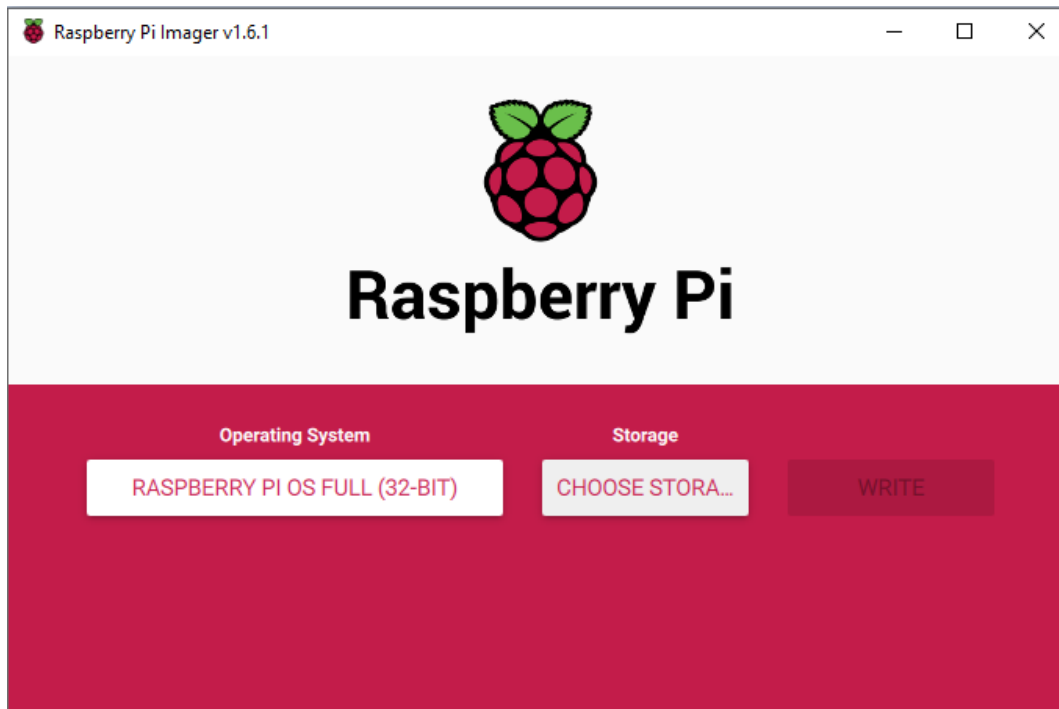 Raspberry Pi Imager v1.6.1
Raspberry Pi
Operating System
Storage
RASPBERRY PI OS FULL (32-BIT)
CHOOSE STORA...
WRITE